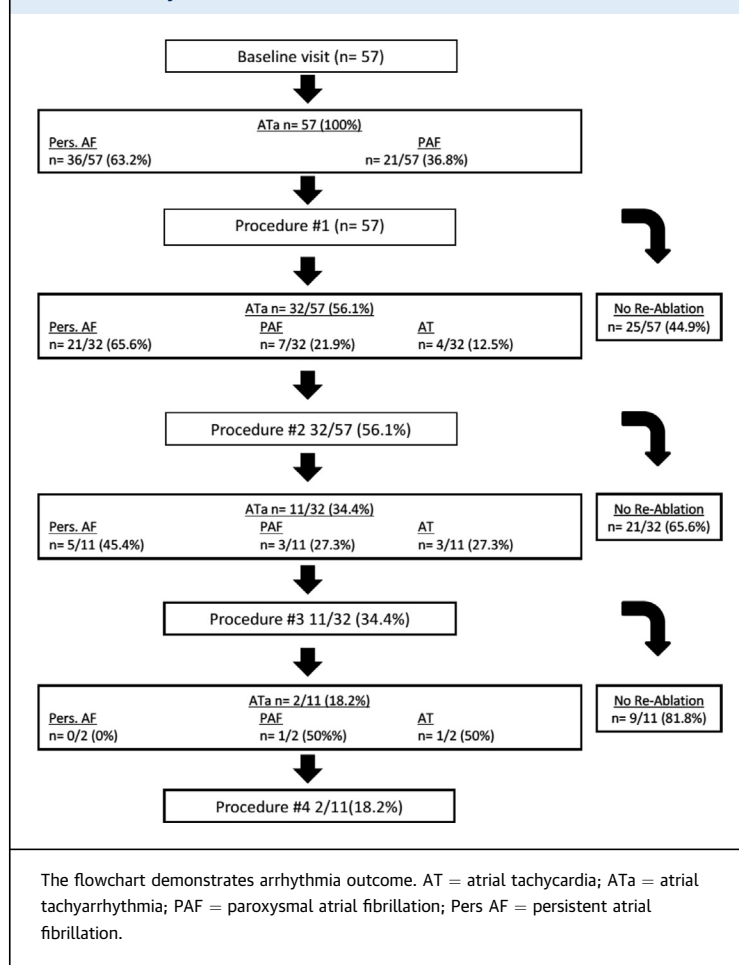 Baseline visit (n= 57)
ATa n= 57 (100%)
Pers. AF PAF
n= 36/57 (63.2%) n= 21/57 (36.8%)
Procedure #1 (n= 57)
ATa n= 32/57 (56.1%)
Pers. AF PAF AT
n= 21/32 (65.6%) n= 7/32 (21.9%) n= 4/32 (12.5%)
No Re-Ablation
n= 25/57 (44.9%)
Procedure #2 32/57 (56.1%)
ATa n= 11/32 (34.4%)
Pers. AF PAF AT
n= 5/11 (45.4%) n= 3/11 (27.3%) n= 3/11 (27.3%)
No Re-Ablation
n= 21/32 (65.6%)
Procedure #3 11/32 (34.4%)
ATa n= 2/11 (18.2%)
Pers. AF PAF AT
n= 0/2 (0%) n= 1/2 (50%%) n= 1/2 (50%)
No Re-Ablation
n= 9/11 (81.8%)
Procedure #4 2/11(18.2%)
The flowchart demonstrates arrhythmia outcome. AT = atrial tachycardia; ATa = atrial
tachyarrhythmia; PAF = paroxysmal atrial fibrillation; Pers AF = persistent atrial
fibrillation.